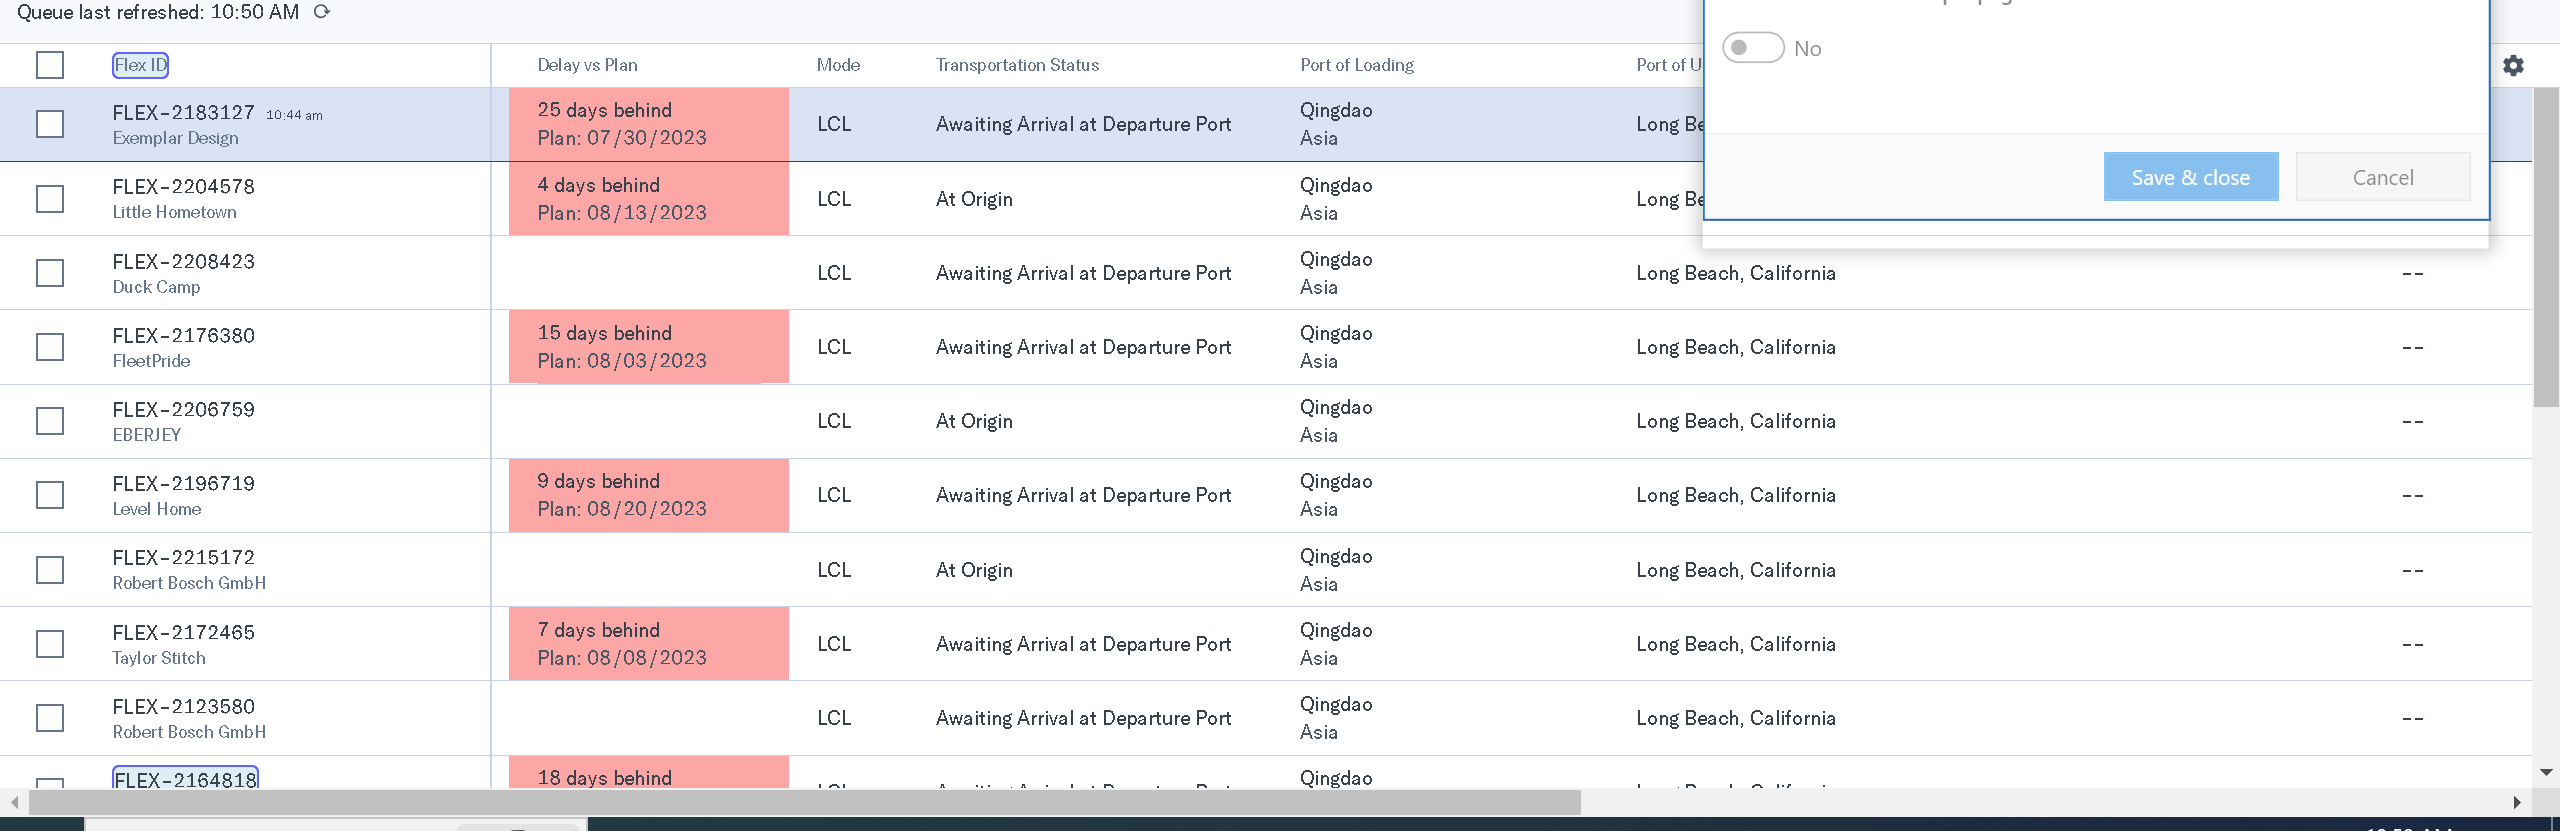 Queue last refreshed: 10:50 AM
No
Flex ID Delay vs Plan Mode Transportation Status Port of Loading Port of U
FLEX-2183127 10:44 am 25 days behind Qingdao
Exemplar Design Plan: 07/30/2023 LCL Awaiting Arrival at Departure Port Asia Long Be
Save & close Cancel
FLEX-2204578 4 days behind Qingdao
Little Hometown Plan: 08/13/2023 LCL At Origin Asia Long Be
FLEX-2208423 Qingdao
Duck Camp LCL Awaiting Arrival at Departure Port Asia Long Beach, California --
FLEX-2176380 15 days behind Qingdao
FleetPride Plan: 08/03/2023 LCL Awaiting Arrival at Departure Port Asia Long Beach, California --
FLEX-2206759 Qingdao
EBERJEY LCL At Origin Asia Long Beach, California --
FLEX-2196719 9 days behind Qingdao
Level Home Plan: 08/20/2023 LCL Awaiting Arrival at Departure Port Asia Long Beach, California --
FLEX-2215172 Qingdao
Robert Bosch GmbH LCL At Origin Asia Long Beach, California --
FLEX-2172465 7 days behind Qingdao
Taylor Stitch Plan: 08/08/2023 LCL Awaiting Arrival at Departure Port Asia Long Beach, California --
FLEX-2123580 Qingdao
Robert Bosch GmbH LCL Awaiting Arrival at Departure Port Asia Long Beach, California --
FLEX-2164818 18 days behind Qingdao